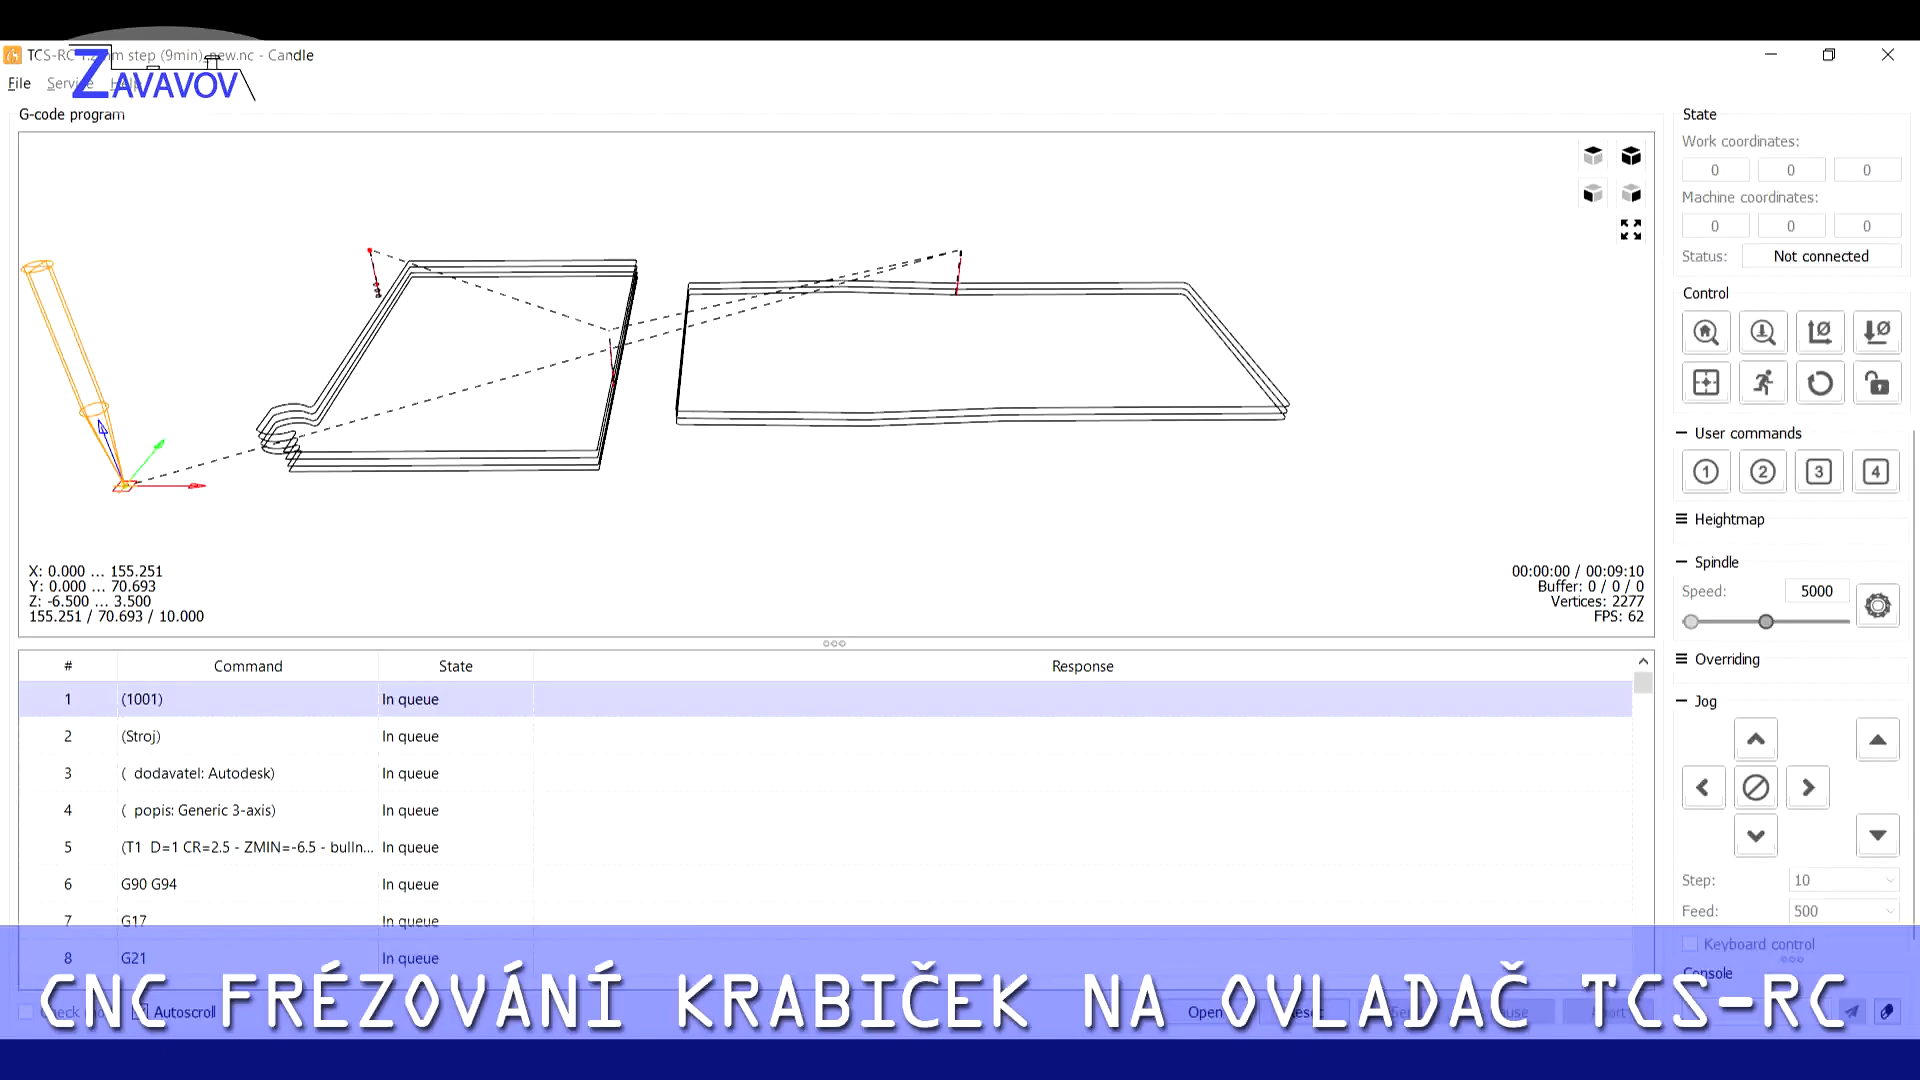 TCS-RC 1.2mm step (9min)_new.nc - Candle
ZAVAVOV
File Service Help
G-code program
X: 0.000 ... 155.251
Y: 0.000 ... 70.693
Z: -6.500 ... 3.500
155.251 / 70.693 / 10.000
00:00:00 / 00:09:10
Buffer: 0 / 0 / 0
Vertices: 2277
FPS: 62
# Command State Response
1 (1001) In queue
2 (Stroj) In queue
3 ( dodavatel: Autodesk) In queue
4 ( popis: Generic 3-axis) In queue
5 (T1 D=1 CR=2.5 - ZMIN=-6.5 - bulln... In queue
6 G90 G94 In queue
7 G17 In queue
8 G21 In queue
Autoscroll
Open Reset
State
Work coordinates:
0 0 0
Machine coordinates:
0 0 0
Status: Not connected
Control
User commands
1 2 3 4
Heightmap
Spindle
Speed: 5000
Overriding
Jog
Step: 10
Feed: 500
Keyboard control
Console
CNC FRÉZOVÁNÍ KRABIČEK NA OVLADAČ TCS-RC